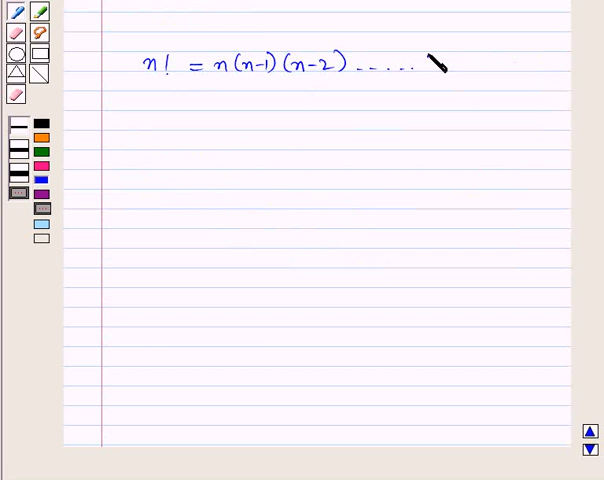 n! = n(n-1)(n-2) ......